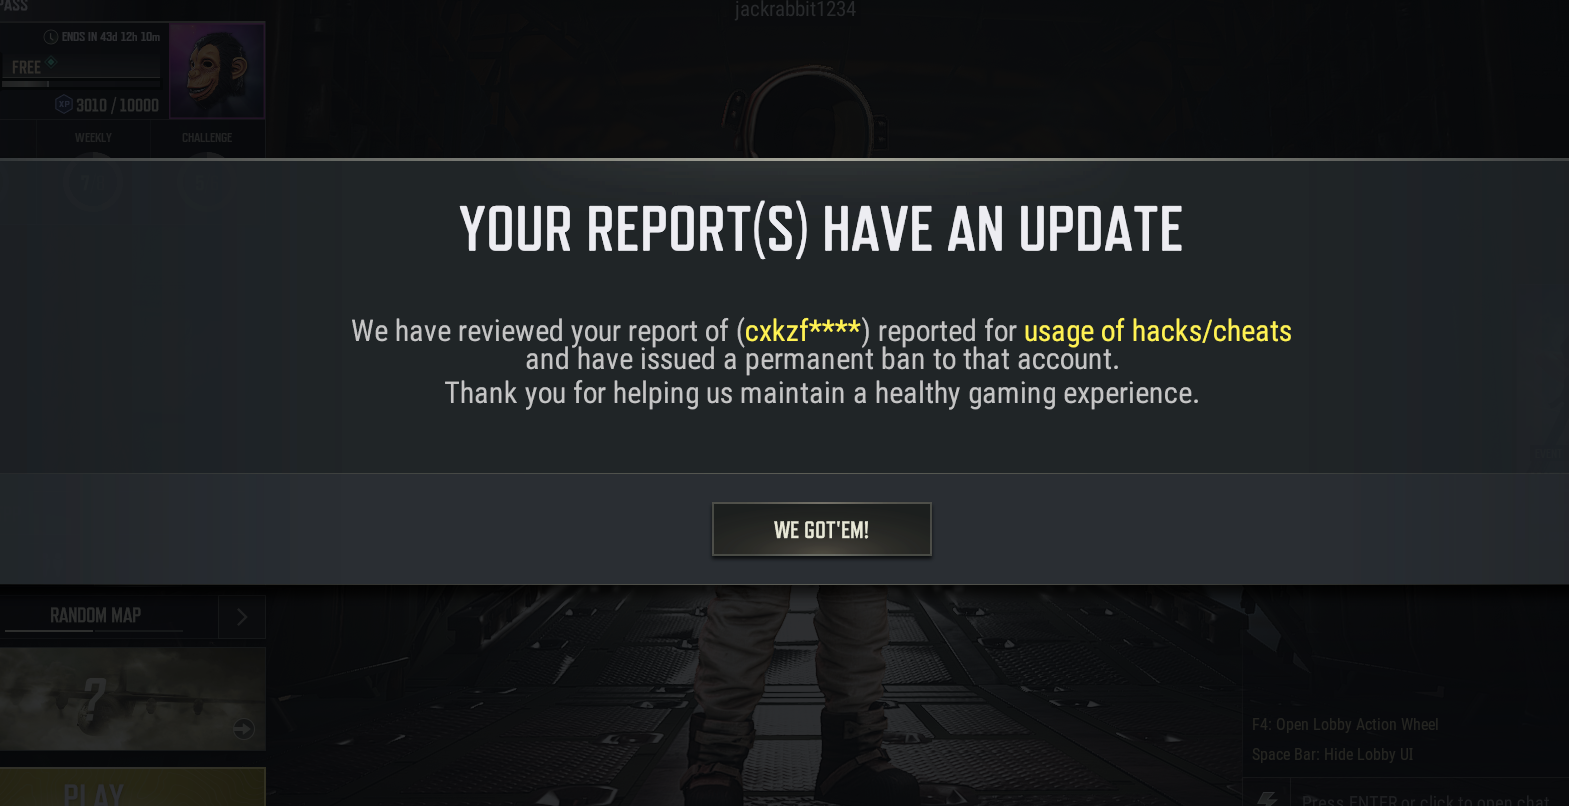 PASS
jackrabbit1234
ENDS IN 43d 12h 10m
FREE
XP 3010 / 10000
WEEKLY
CHALLENGE
YOUR REPORT(S) HAVE AN UPDATE
We have reviewed your report of (cxkzf****) reported for usage of hacks/cheats
and have issued a permanent ban to that account.
Thank you for helping us maintain a healthy gaming experience.
WE GOT'EM!
RANDOM MAP
?
PLAY
F4: Open Lobby Action Wheel
Space Bar: Hide Lobby UI
Press ENTER or click to open chat